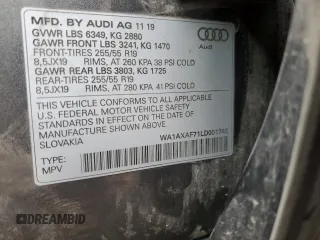 MFD. BY AUDI AG 11 19
GVWR LBS 6349, KG 2880
GAWR FRONT LBS 3241, KG 1470
FRONT-TIRES 255/55 R19
8,5JX19 RIMS, AT 260 KPA 38 PSI COLD
GAWR REAR LBS 3803, KG 1725
REAR-TIRES 255/55 R19
8,5JX19 RIMS, AT 280 KPA 41 PSI COLD
Audi
THIS VEHICLE CONFORMS TO ALL APPLICABLE
U.S. FEDERAL MOTOR VEHICLE SAFETY
STANDARDS IN EFFECT ON THE DATE OF
MANUFACTURE SHOWN ABOVE
SLOVAKIA
TYPE:
MPV
DREAMBID